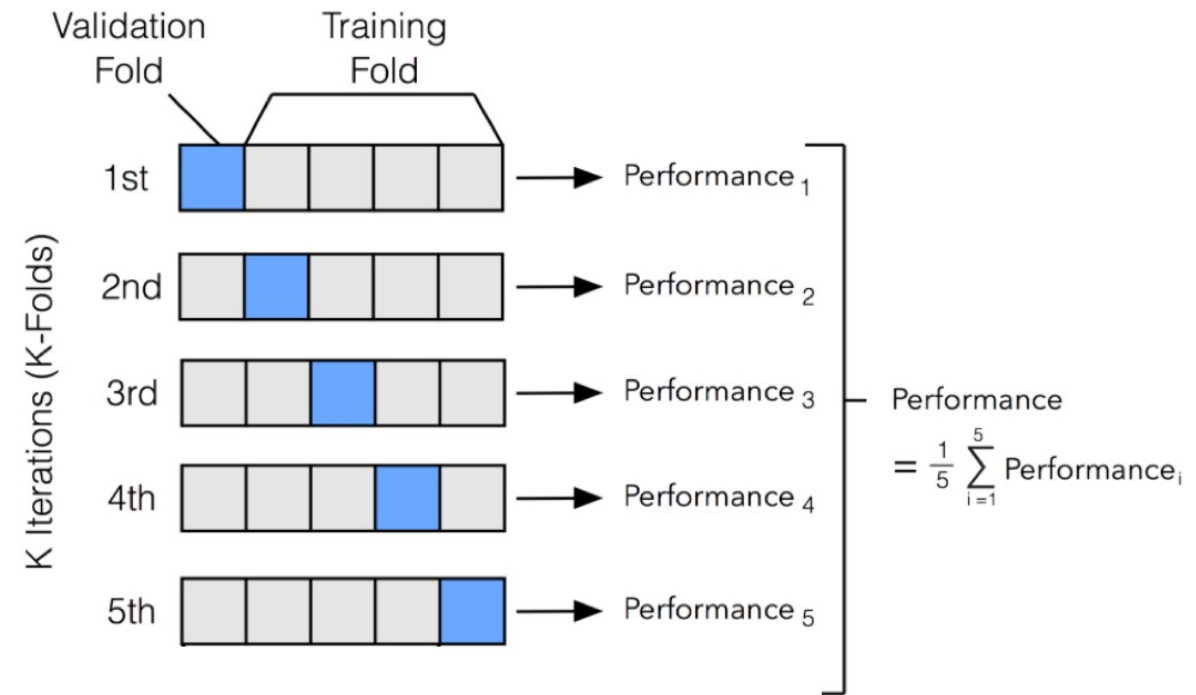 Validation
Fold
Training
Fold
K Iterations (K-Folds)
1st
Performance 1
2nd
Performance 2
3rd
Performance 3
4th
Performance 4
5th
Performance 5
Performance
= 1/5 5∑i=1 Performancei